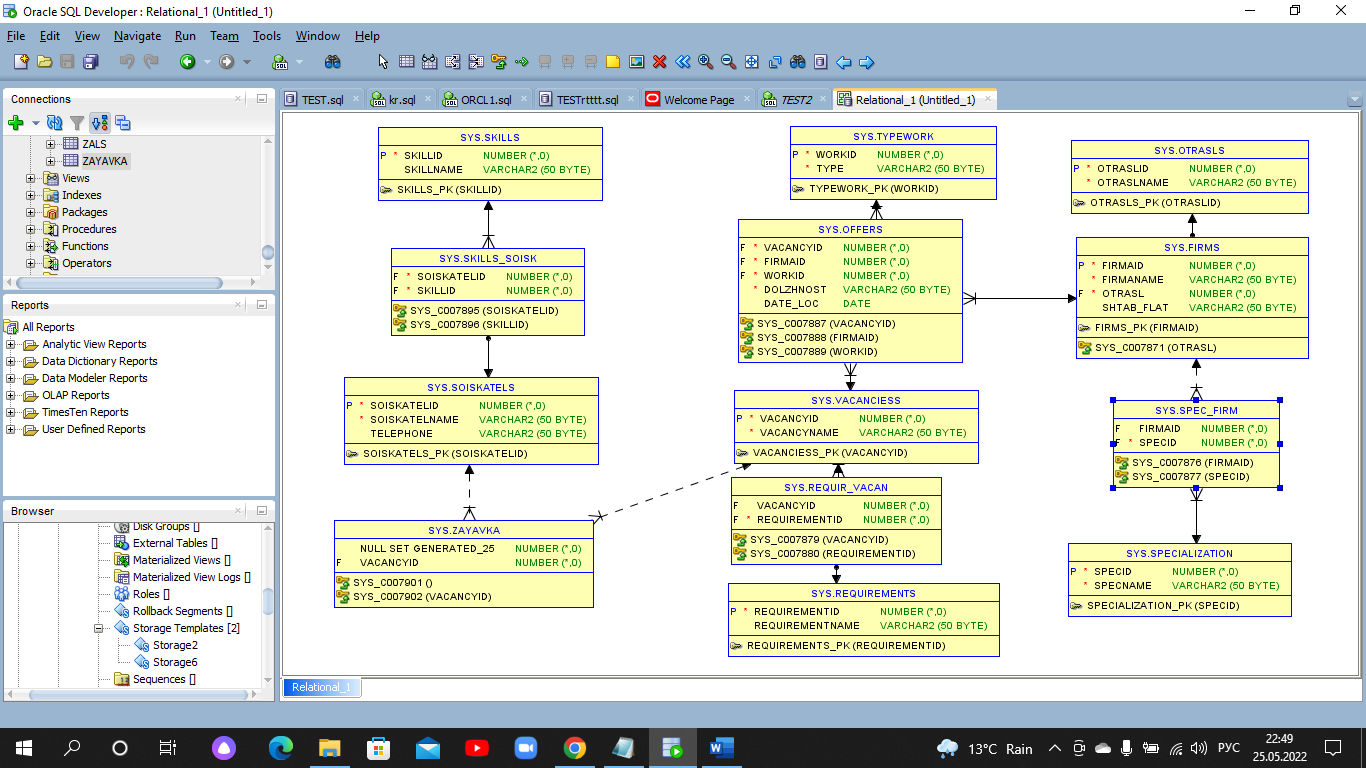 Oracle SQL Developer : Relational_1 (Untitled_1)
File Edit View Navigate Run Team Tools Window Help
Connections
ZALS
ZAYAVKA
Views
Indexes
Packages
Procedures
Functions
Operators
Reports
All Reports
Analytic View Reports
Data Dictionary Reports
Data Modeler Reports
OLAP Reports
TimesTen Reports
User Defined Reports
Browser
Disk Groups []
External Tables []
Materialized Views []
Materialized View Logs []
Roles []
Rollback Segments []
Storage Templates [2]
Storage2
Storage6
Sequences []
TEST.sql kr.sql ORCL1.sql TESTrtttt.sql Welcome Page TEST2 Relational_1 (Untitled_1)
SYS.SKILLS
P * SKILLID NUMBER (*,0)
SKILLNAME VARCHAR2 (50 BYTE)
SKILLS_PK (SKILLID)
SYS.SKILLS_SOISK
F * SOISKATELID NUMBER (*,0)
F * SKILLID NUMBER (*,0)
SYS_C007895 (SOISKATELID)
SYS_C007896 (SKILLID)
SYS.SOISKATELS
P * SOISKATELID NUMBER (*,0)
* SOISKATELNAME VARCHAR2 (50 BYTE)
TELEPHONE VARCHAR2 (50 BYTE)
SOISKATELS_PK (SOISKATELID)
SYS.ZAYAVKA
NULL SET GENERATED_25 NUMBER (*,0)
F VACANCYID NUMBER (*,0)
SYS_C007901 ()
SYS_C007902 (VACANCYID)
SYS.TYPEWORK
P * WORKID NUMBER (*,0)
* TYPE VARCHAR2 (50 BYTE)
TYPEWORK_PK (WORKID)
SYS.OFFERS
F * VACANCYID NUMBER (*,0)
F * FIRMAID NUMBER (*,0)
F * WORKID NUMBER (*,0)
* DOLZHNOST VARCHAR2 (50 BYTE)
DATE_LOC DATE
SYS_C007887 (VACANCYID)
SYS_C007888 (FIRMAID)
SYS_C007889 (WORKID)
SYS.VACANCIESS
P * VACANCYID NUMBER (*,0)
* VACANCYNAME VARCHAR2 (50 BYTE)
VACANCIESS_PK (VACANCYID)
SYS.REQUIR_VACAN
F VACANCYID NUMBER (*,0)
F * REQUIREMENTID NUMBER (*,0)
SYS_C007879 (VACANCYID)
SYS_C007880 (REQUIREMENTID)
SYS.REQUIREMENTS
P * REQUIREMENTID NUMBER (*,0)
REQUIREMENTNAME VARCHAR2 (50 BYTE)
REQUIREMENTS_PK (REQUIREMENTID)
SYS.OTRASLS
P * OTRASLID NUMBER (*,0)
* OTRASLNAME VARCHAR2 (50 BYTE)
OTRASLS_PK (OTRASLID)
SYS.FIRMS
P * FIRMAID NUMBER (*,0)
* FIRMANAME VARCHAR2 (50 BYTE)
F * OTRASL NUMBER (*,0)
SHTAB_FLAT VARCHAR2 (50 BYTE)
FIRMS_PK (FIRMAID)
SYS_C007871 (OTRASL)
SYS.SPEC_FIRM
F FIRMAID NUMBER (*,0)
F * SPECID NUMBER (*,0)
SYS_C007876 (FIRMAID)
SYS_C007877 (SPECID)
SYS.SPECIALIZATION
P * SPECID NUMBER (*,0)
* SPECNAME VARCHAR2 (50 BYTE)
SPECIALIZATION_PK (SPECID)
Relational_1
13°C Rain
РУС
22:49
25.05.2022